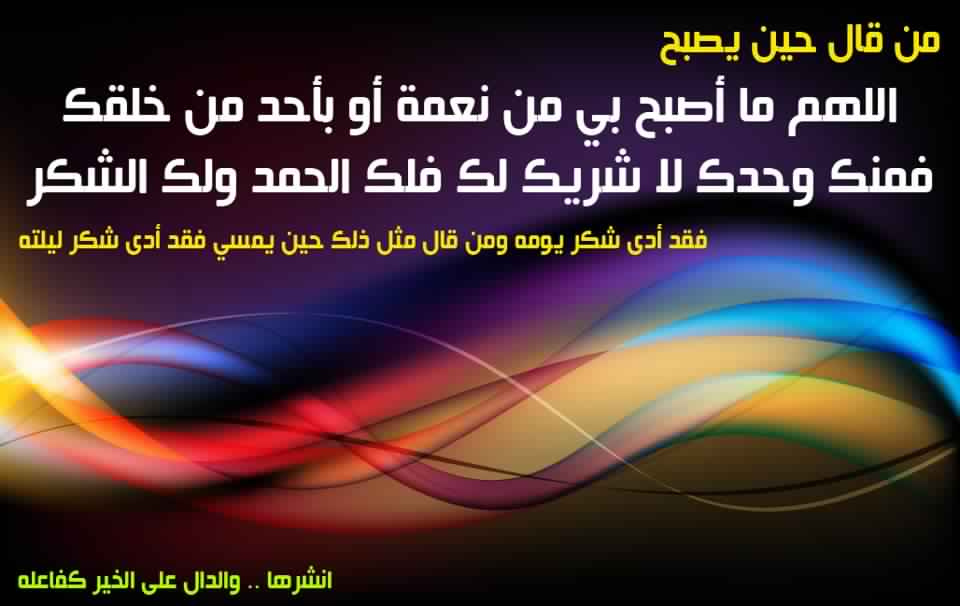 من قال حين يصبح
اللهم ما أصبح بي من نعمة أو بأحد من خلقك
فمنك وحدك لا شريك لك فلك الحمد ولك الشكر
فقد أدى شكر يومه ومن قال مثل ذلك حين يمسي فقد أدى شكر ليلته
انشرها .. والدال على الخير كفاعله